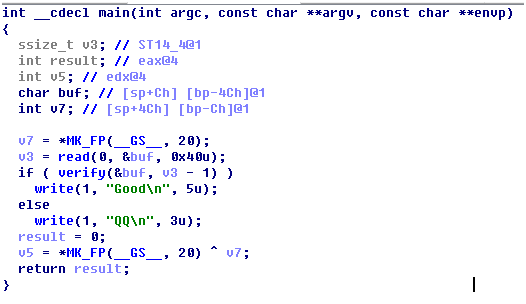 int __cdecl main(int argc, const char **argv, const char **envp)
{
  ssize_t v3; // ST14_4@1
  int result; // eax@4
  int v5; // edx@4
  char buf; // [sp+Ch] [bp-4Ch]@1
  int v7; // [sp+4Ch] [bp-Ch]@1

  v7 = *MK_FP(__GS__, 20);
  v3 = read(0, &buf, 0x40u);
  if ( verify(&buf, v3 - 1) )
    write(1, "Good\n", 5u);
  else
    write(1, "QQ\n", 3u);
  result = 0;
  v5 = *MK_FP(__GS__, 20) ^ v7;
  return result;
}